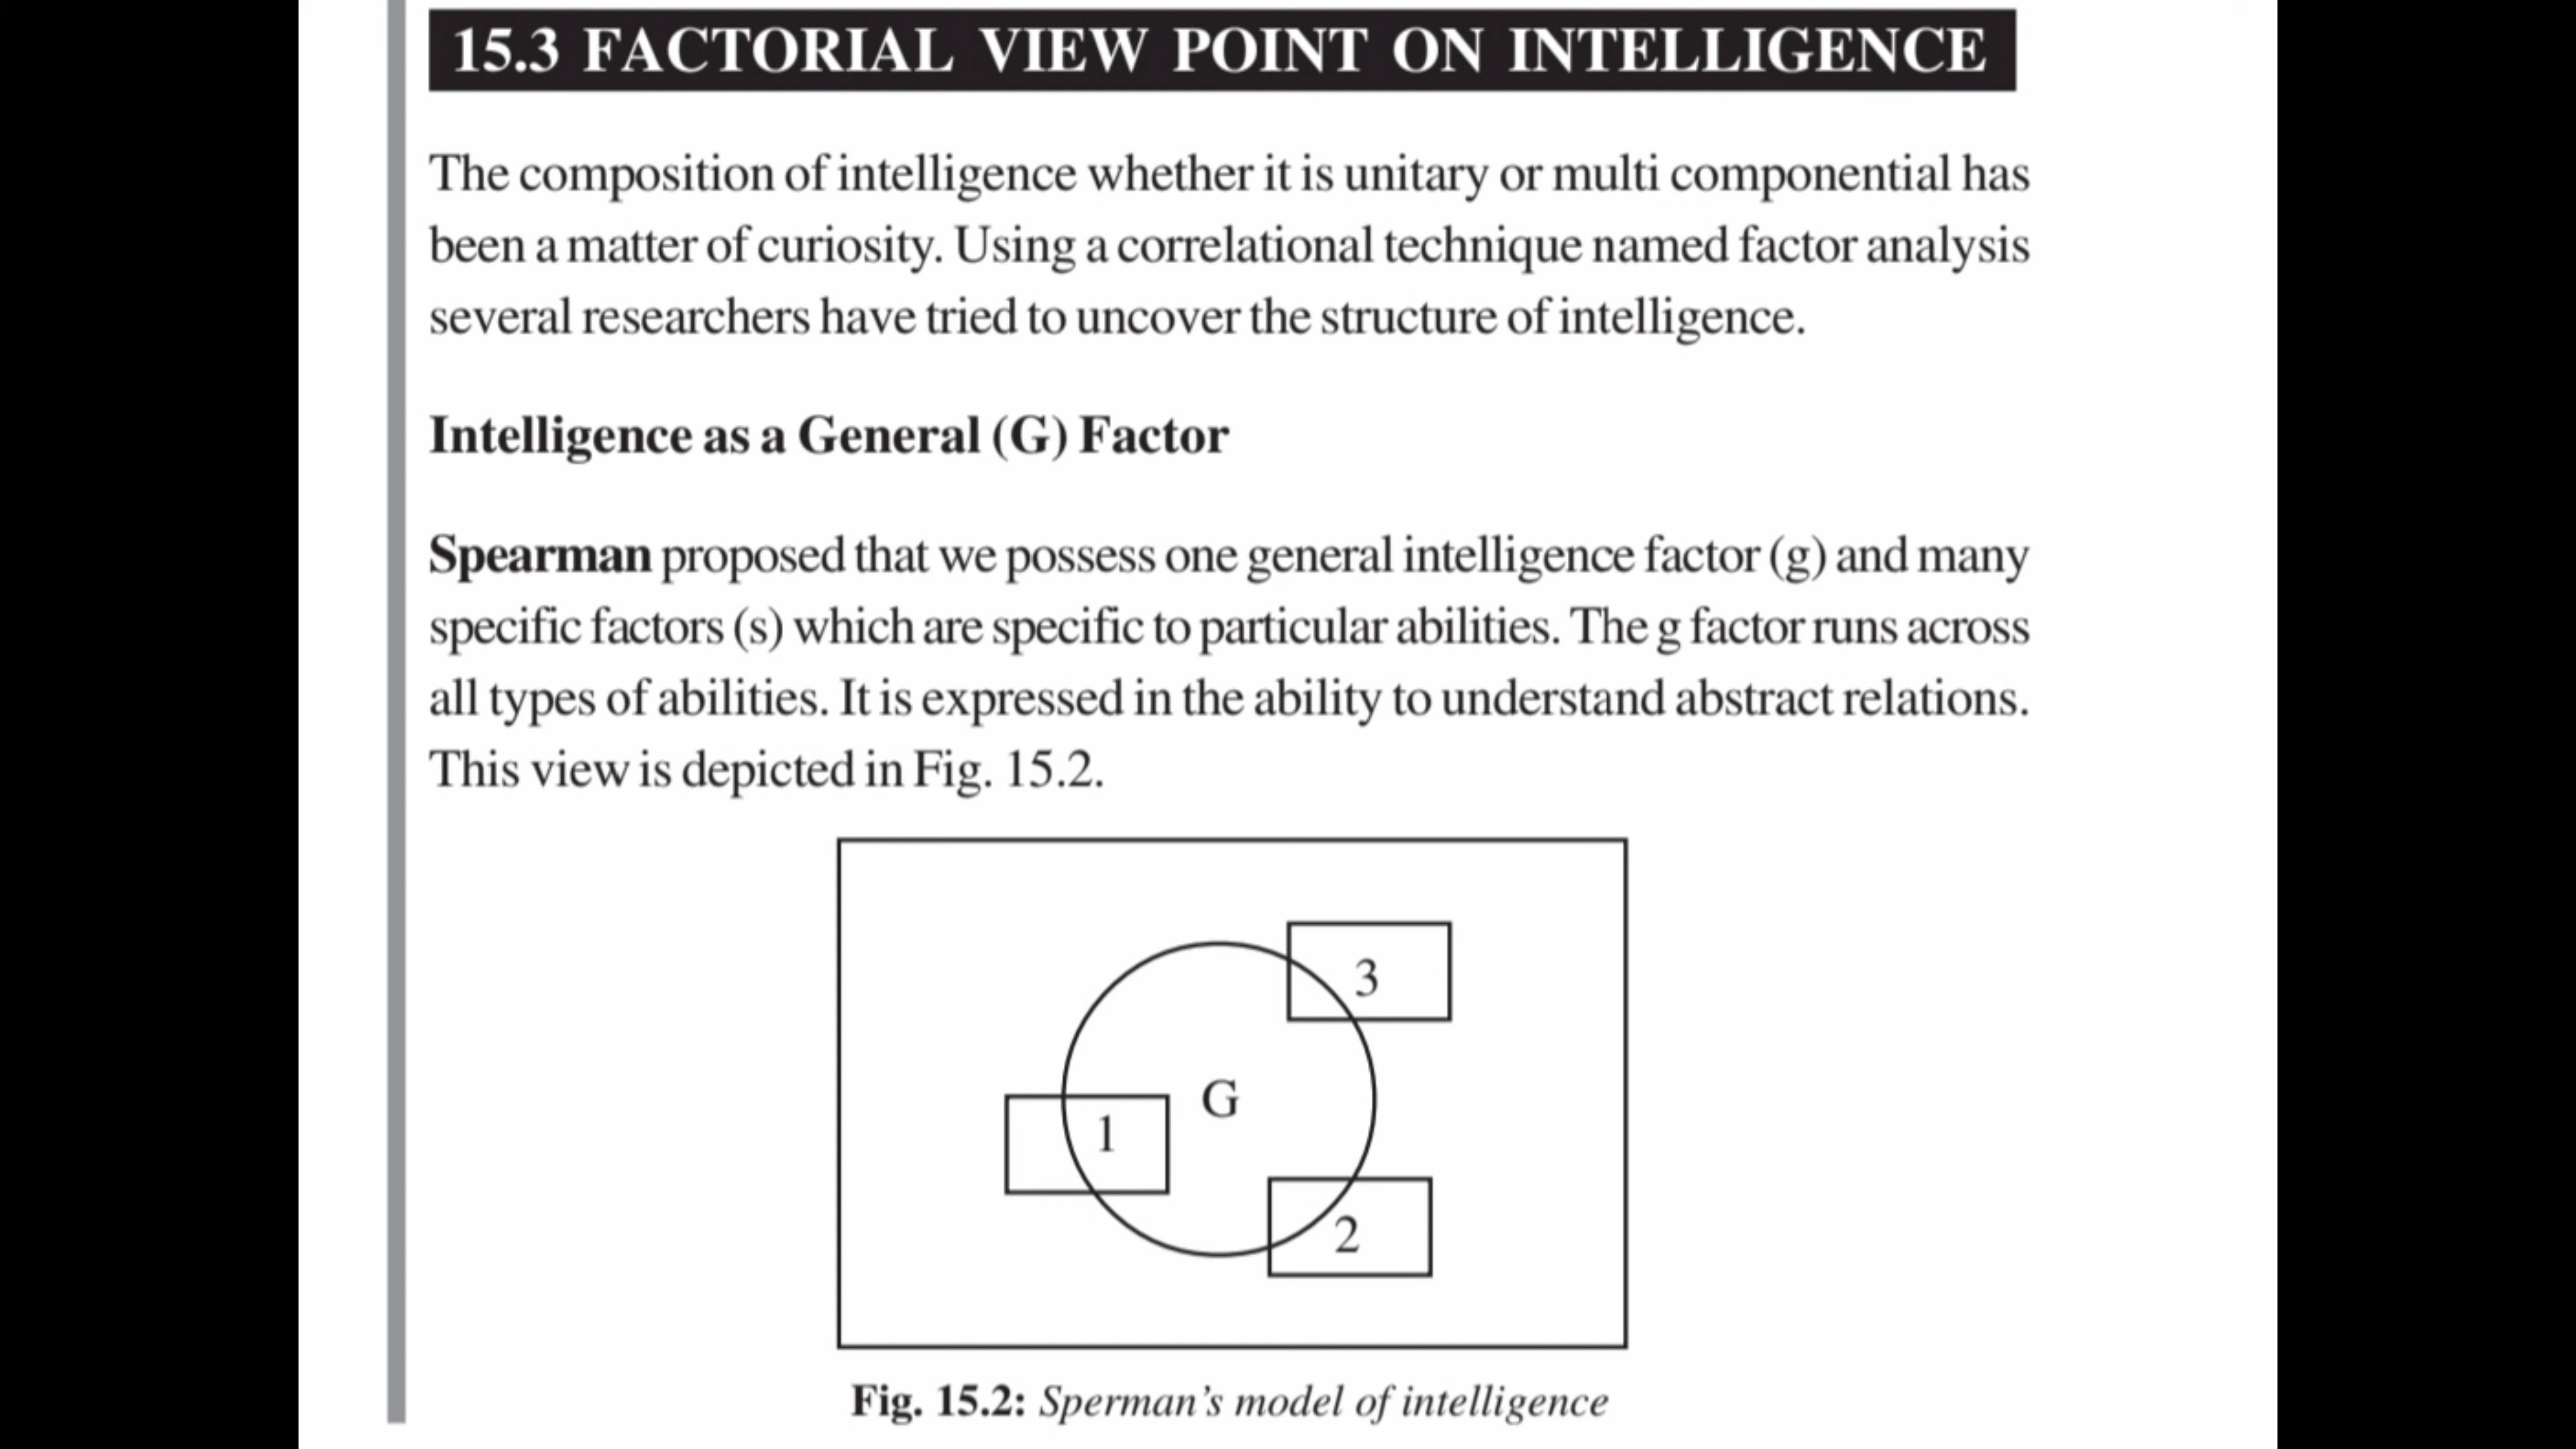 15.3 FACTORIAL VIEW POINT ON INTELLIGENCE
The composition of intelligence whether it is unitary or multi componential has
been a matter of curiosity. Using a correlational technique named factor analysis
several researchers have tried to uncover the structure of intelligence.
Intelligence as a General (G) Factor
Spearman proposed that we possess one general intelligence factor (g) and many
specific factors (s) which are specific to particular abilities. The g factor runs across
all types of abilities. It is expressed in the ability to understand abstract relations.
This view is depicted in Fig. 15.2.
3
G
1
2
Fig. 15.2: Sperman's model of intelligence